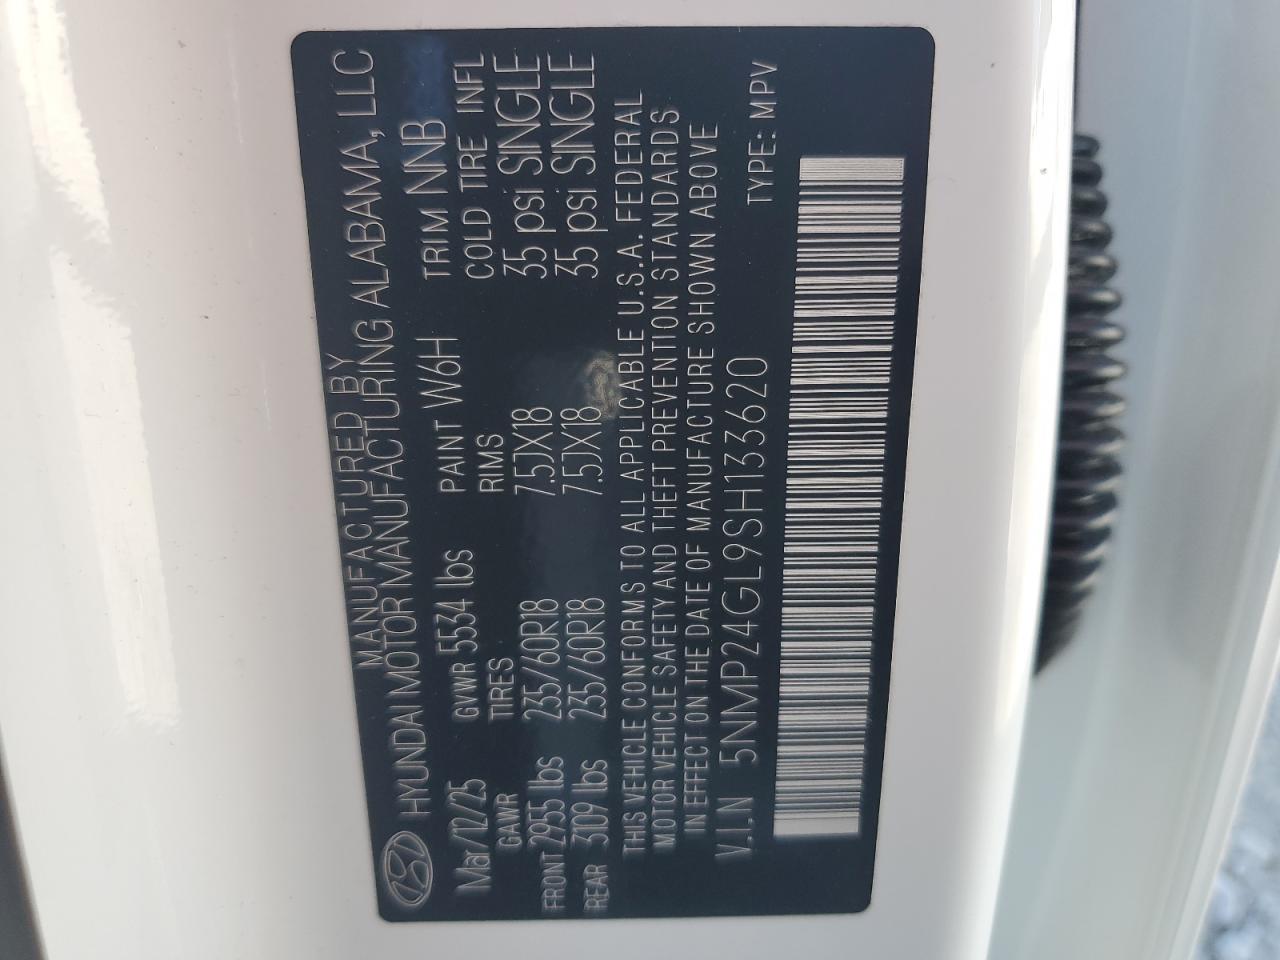 MANUFACTURED BY
HYUNDAI MOTOR MANUFACTURING ALABAMA, LLC
Mar/12/25 GVWR 5534 lbs PAINT W6H TRIM NNB
GAWR TIRES RIMS COLD TIRE INFL
FRONT 2955 lbs 235/60R18 7.5JX18 35 psi SINGLE
REAR 3109 lbs 235/60R18 7.5JX18 35 psi SINGLE
THIS VEHICLE CONFORMS TO ALL APPLICABLE U.S.A. FEDERAL
MOTOR VEHICLE SAFETY AND THEFT PREVENTION STANDARDS
IN EFFECT ON THE DATE OF MANUFACTURE SHOWN ABOVE
V.I.N 5NMP24GL9SH133620 TYPE: MPV